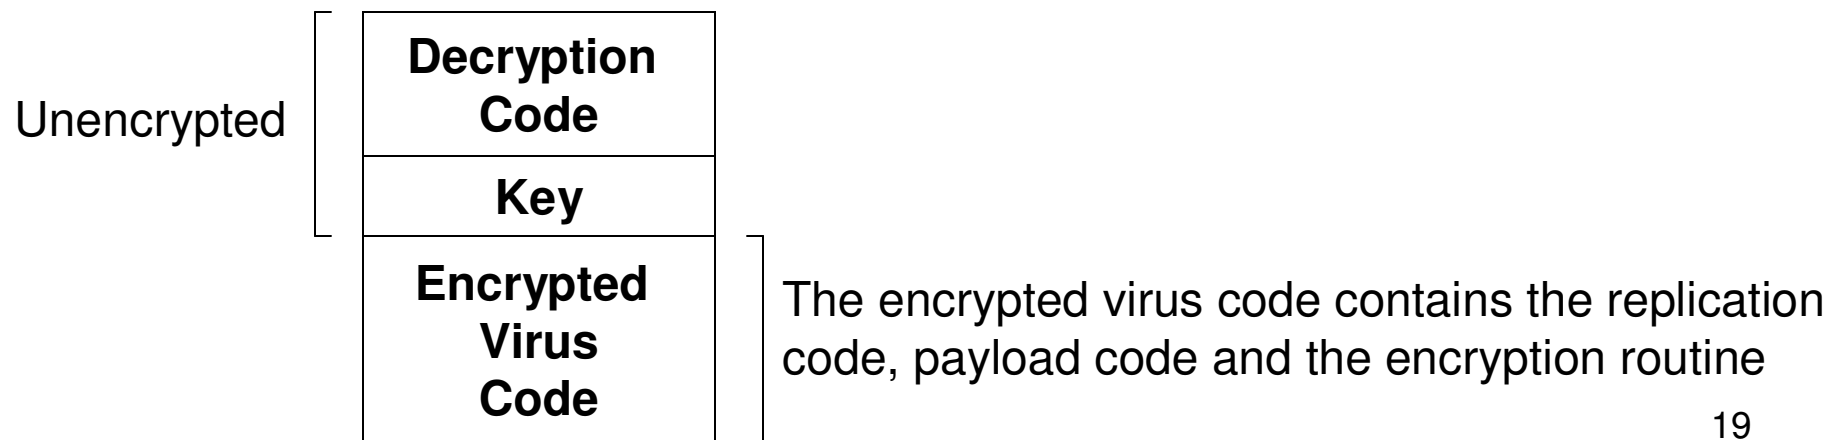 Decryption
Code
Unencrypted
Key
Encrypted
Virus
Code
The encrypted virus code contains the replication
code, payload code and the encryption routine
19